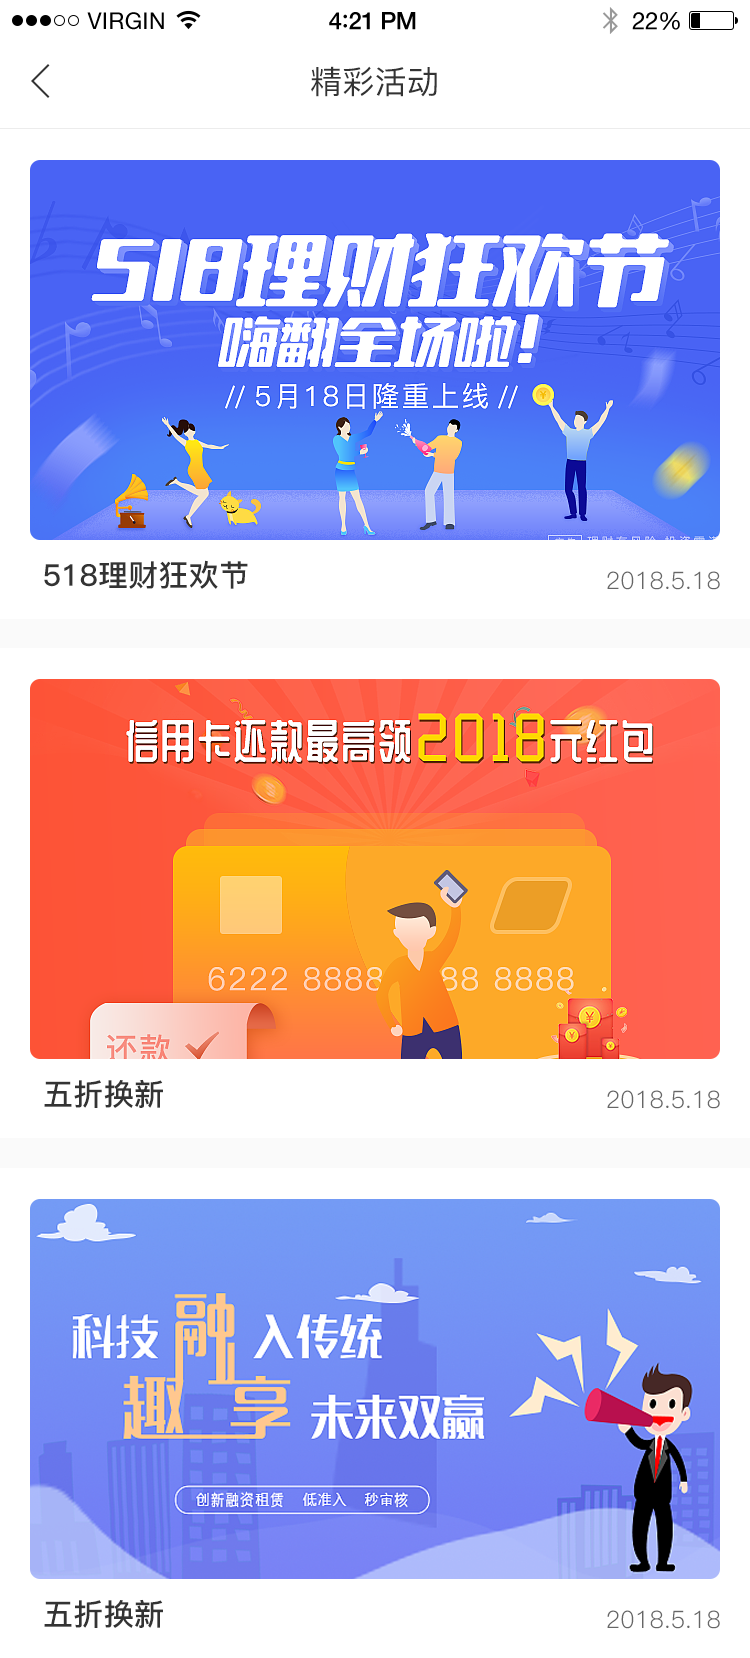 VIRGIN 4:21 PM 22%
精彩活动
518理财狂欢节
嗨翻全场啦!
// 5月18日隆重上线 //
518理财狂欢节
2018.5.18
信用卡还款最高领2018元红包
6222 8888 88 8888
还款
五折换新
2018.5.18
科技融入传统
趣享未来双赢
创新融资租赁 低准入 秒审核
五折换新
2018.5.18